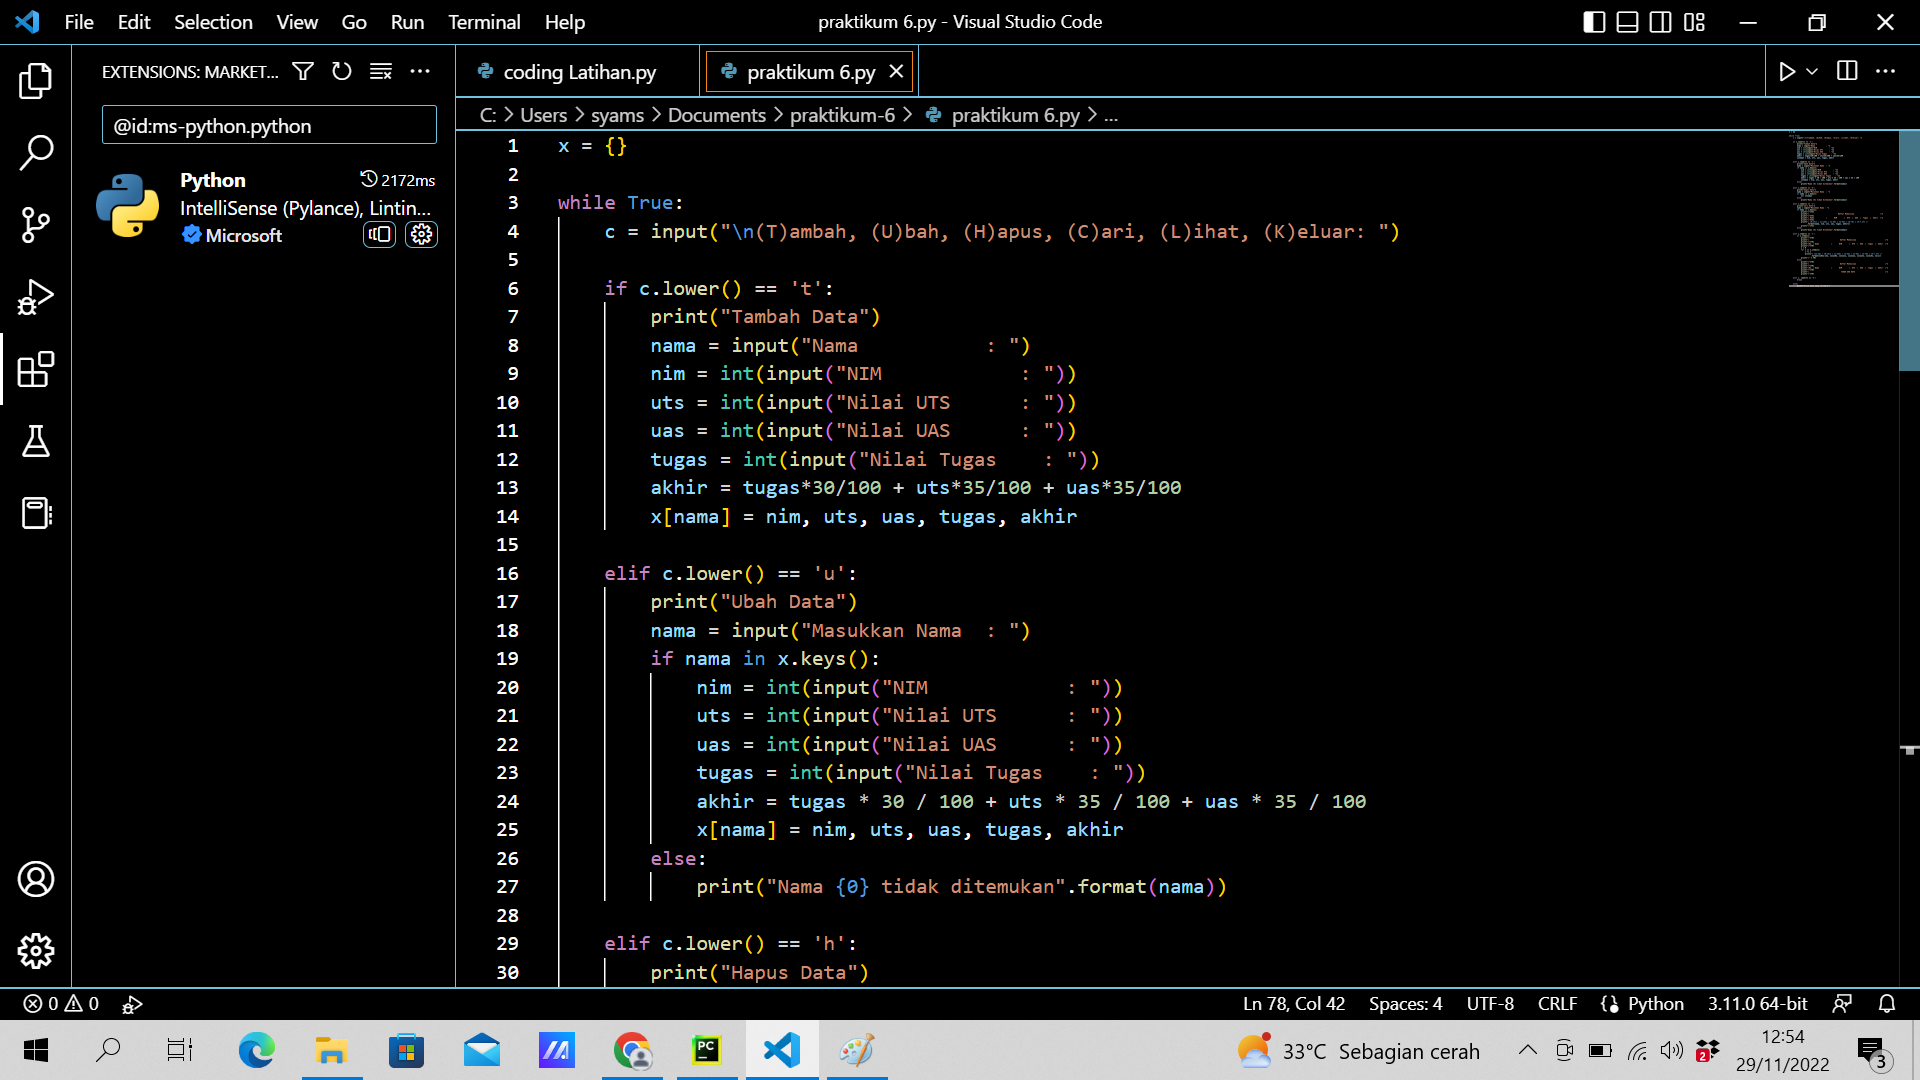 File Edit Selection View Go Run Terminal Help
praktikum 6.py - Visual Studio Code
EXTENSIONS: MARKET...
@id:ms-python.python
Python 2172ms
IntelliSense (Pylance), Lintin...
Microsoft
coding Latihan.py praktikum 6.py
C: > Users > syams > Documents > praktikum-6 > praktikum 6.py > ...
1 x = {}
2
3 while True:
4     c = input("\n(T)ambah, (U)bah, (H)apus, (C)ari, (L)ihat, (K)eluar: ")
5
6     if c.lower() == 't':
7         print("Tambah Data")
8         nama = input("Nama           : ")
9         nim = int(input("NIM            : "))
10         uts = int(input("Nilai UTS      : "))
11         uas = int(input("Nilai UAS      : "))
12         tugas = int(input("Nilai Tugas    : "))
13         akhir = tugas*30/100 + uts*35/100 + uas*35/100
14         x[nama] = nim, uts, uas, tugas, akhir
15
16     elif c.lower() == 'u':
17         print("Ubah Data")
18         nama = input("Masukkan Nama  : ")
19         if nama in x.keys():
20             nim = int(input("NIM            : "))
21             uts = int(input("Nilai UTS      : "))
22             uas = int(input("Nilai UAS      : "))
23             tugas = int(input("Nilai Tugas    : "))
24             akhir = tugas * 30 / 100 + uts * 35 / 100 + uas * 35 / 100
25             x[nama] = nim, uts, uas, tugas, akhir
26         else:
27             print("Nama {0} tidak ditemukan".format(nama))
28
29     elif c.lower() == 'h':
30         print("Hapus Data")
0 0
Ln 78, Col 42 Spaces: 4 UTF-8 CRLF Python 3.11.0 64-bit
PC
33°C Sebagian cerah
2
12:54
29/11/2022
3